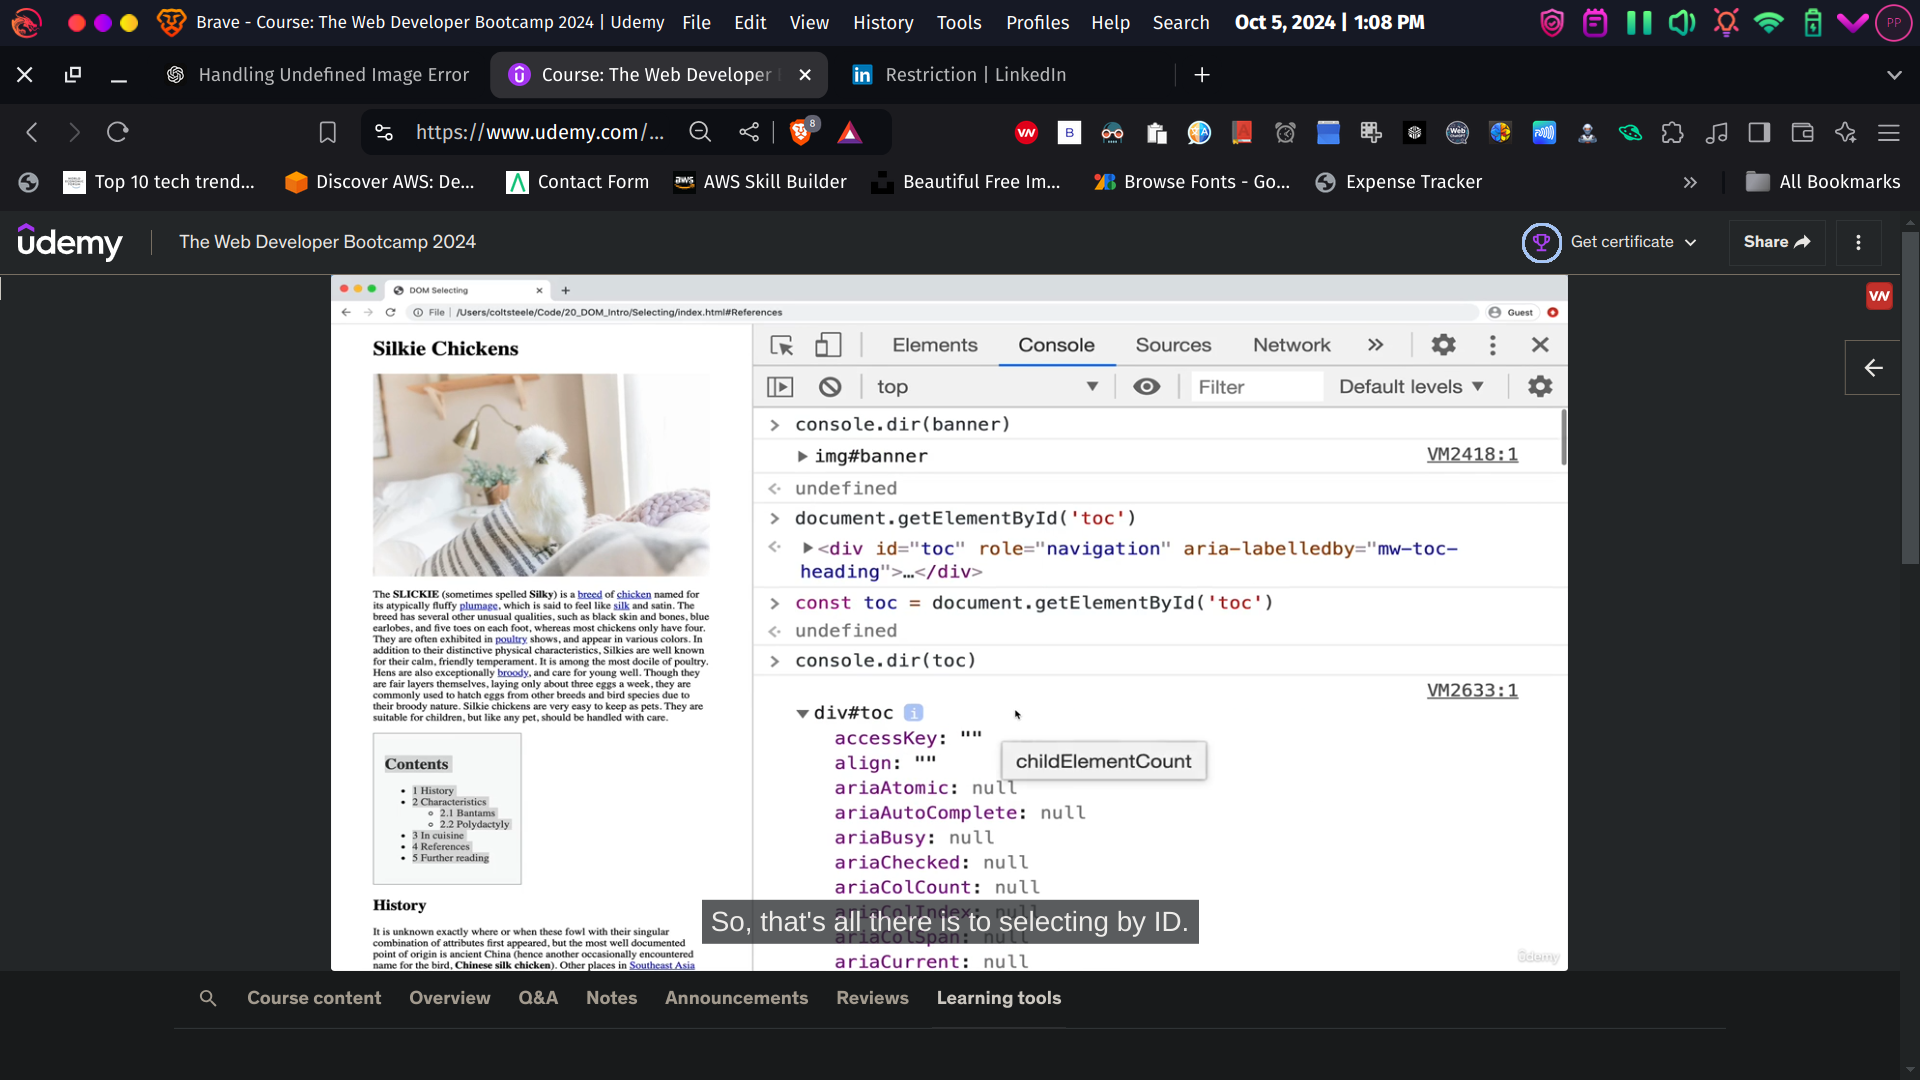 Brave - Course: The Web Developer Bootcamp 2024 | Udemy File Edit View History Tools Profiles Help Search Oct 5, 2024 | 1:08 PM PP
Handling Undefined Image Error Course: The Web Developer Restriction | LinkedIn
https://www.udemy.com/... 8
Top 10 tech trend... Discover AWS: De... Contact Form AWS Skill Builder Beautiful Free Im... Browse Fonts - Go... Expense Tracker » All Bookmarks
ûdemy The Web Developer Bootcamp 2024 Get certificate Share
DOM Selecting
File | /Users/coltsteele/Code/20_DOM_Intro/Selecting/index.html#References Guest
Silkie Chickens
The SLICKIE (sometimes spelled Silky) is a breed of chicken named for
its atypically fluffy plumage, which is said to feel like silk and satin. The
breed has several other unusual qualities, such as black skin and bones, blue
earlobes, and five toes on each foot, whereas most chickens only have four.
They are often exhibited in poultry shows, and appear in various colors. In
addition to their distinctive physical characteristics, Silkies are well known
for their calm, friendly temperament. It is among the most docile of poultry.
Hens are also exceptionally broody, and care for young well. Though they
are fair layers themselves, laying only about three eggs a week, they are
commonly used to hatch eggs from other breeds and bird species due to
their broody nature. Silkie chickens are very easy to keep as pets. They are
suitable for children, but like any pet, should be handled with care.
Contents
1 History
2 Characteristics
2.1 Bantams
2.2 Polydactyly
3 In cuisine
4 References
5 Further reading
History
It is unknown exactly where or when these fowl with their singular
combination of attributes first appeared, but the most well documented
point of origin is ancient China (hence another occasionally encountered
name for the bird, Chinese silk chicken). Other places in Southeast Asia
Elements Console Sources Network »
top Filter Default levels
> console.dir(banner)
img#banner VM2418:1
undefined
> document.getElementById('toc')
<div id="toc" role="navigation" aria-labelledby="mw-toc-
heading">…</div>
> const toc = document.getElementById('toc')
undefined
> console.dir(toc)
VM2633:1
div#toc i
accessKey: ""
align: ""
childElementCount
ariaAtomic: null
ariaAutoComplete: null
ariaBusy: null
ariaChecked: null
ariaColCount: null
ariaColIndex: null
So, that's all there is to selecting by ID.
ariaColSpan: null
ariaCurrent: null
ûdemy
Course content Overview Q&A Notes Announcements Reviews Learning tools